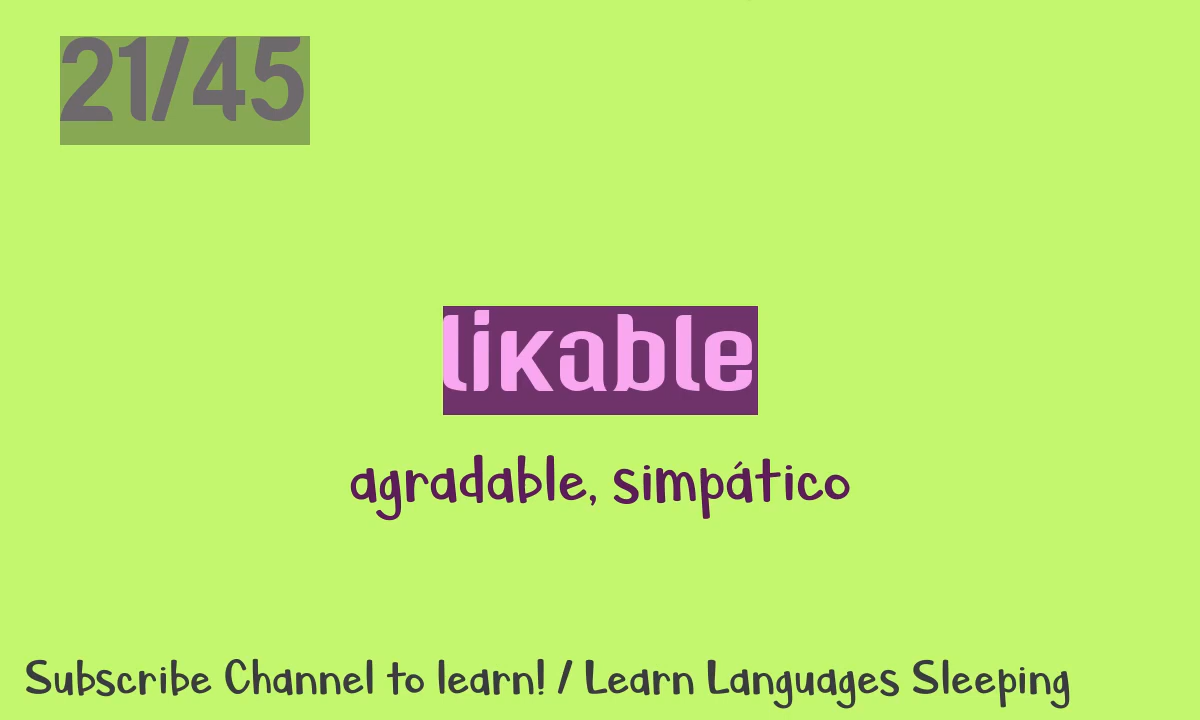 21/45
likable
agradable, simpático
Subscribe Channel to learn! / Learn Languages Sleeping